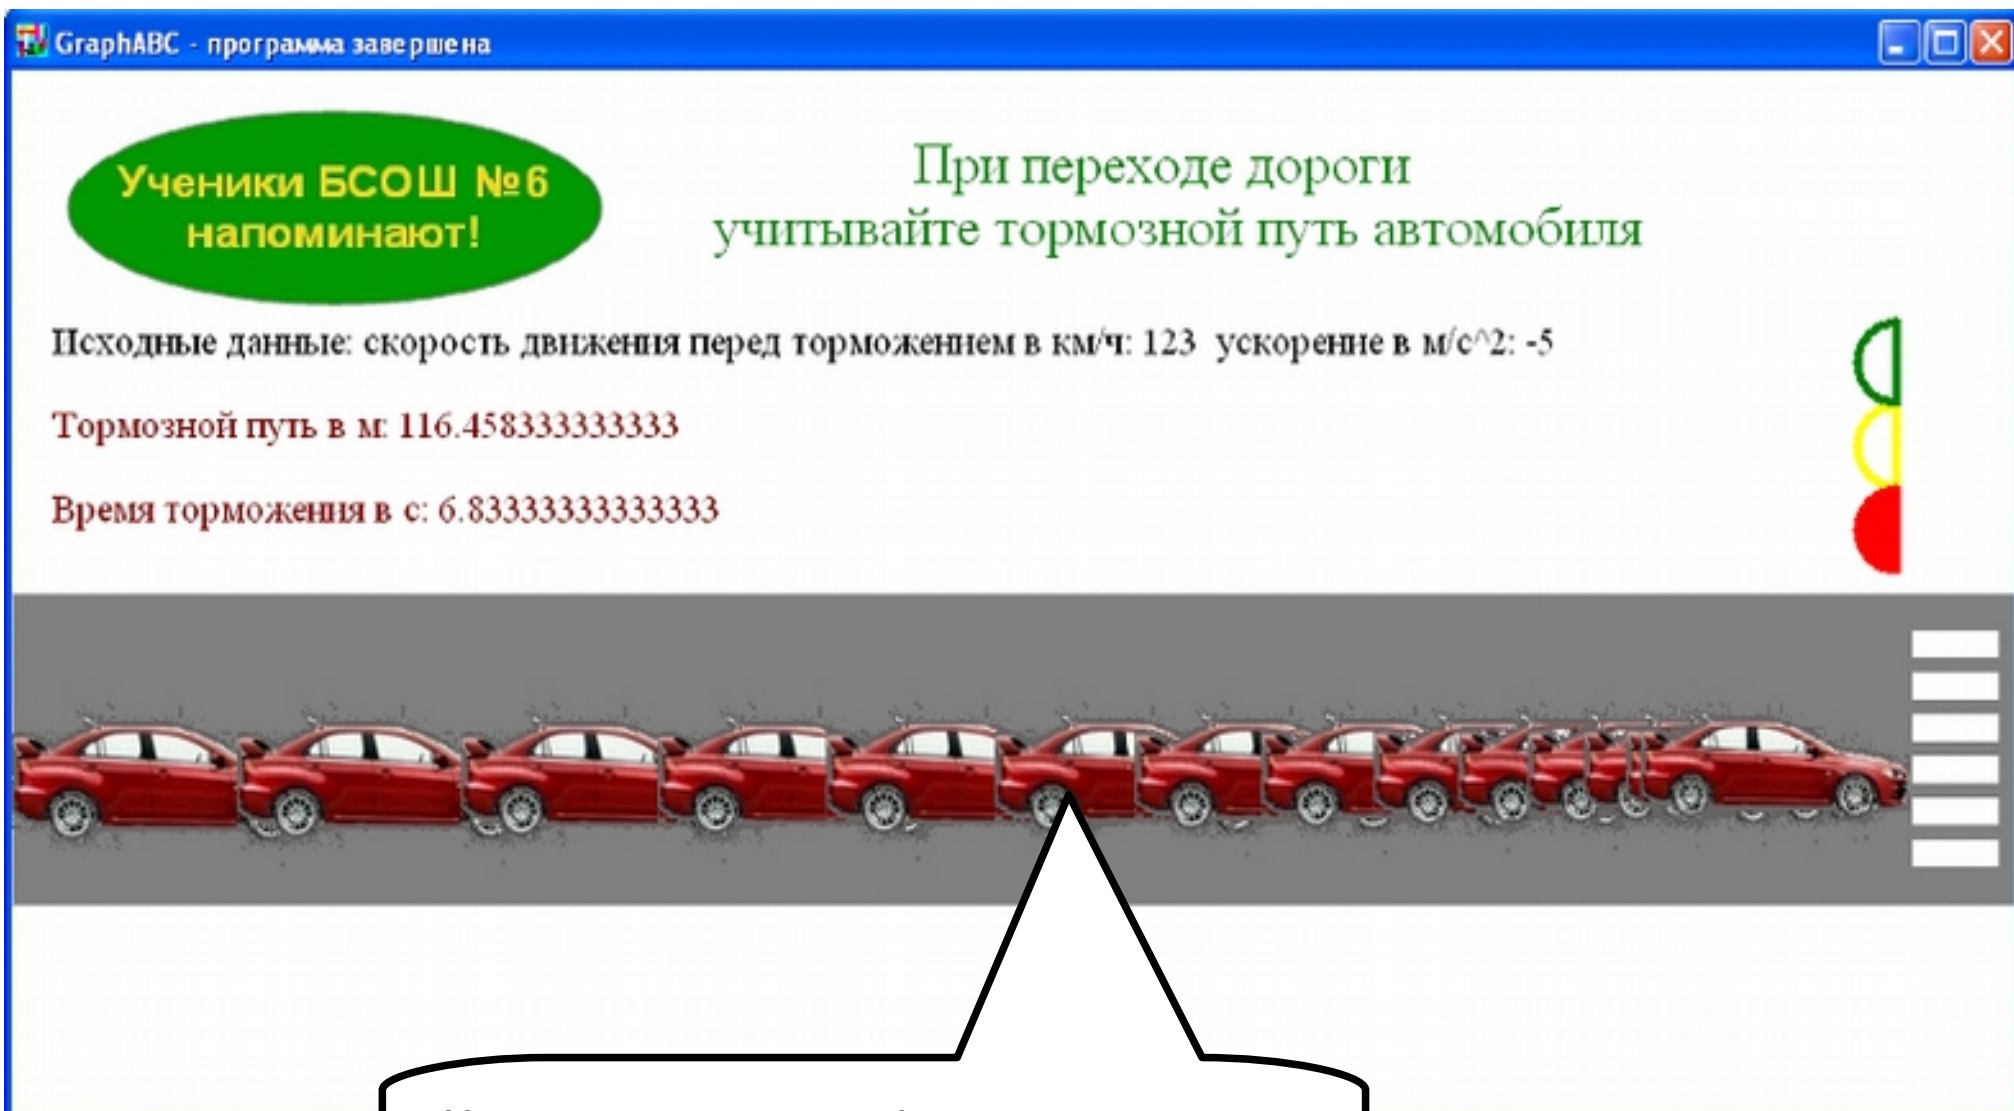 GraphABC - программа завершена
Ученики БСОШ №6
напоминают!
При переходе дороги
учитывайте тормозной путь автомобиля
Исходные данные: скорость движения перед торможением в км/ч: 123 ускорение в м/с^2: -5
Тормозной путь в м: 116.458333333333
Время торможения в с: 6.83333333333333